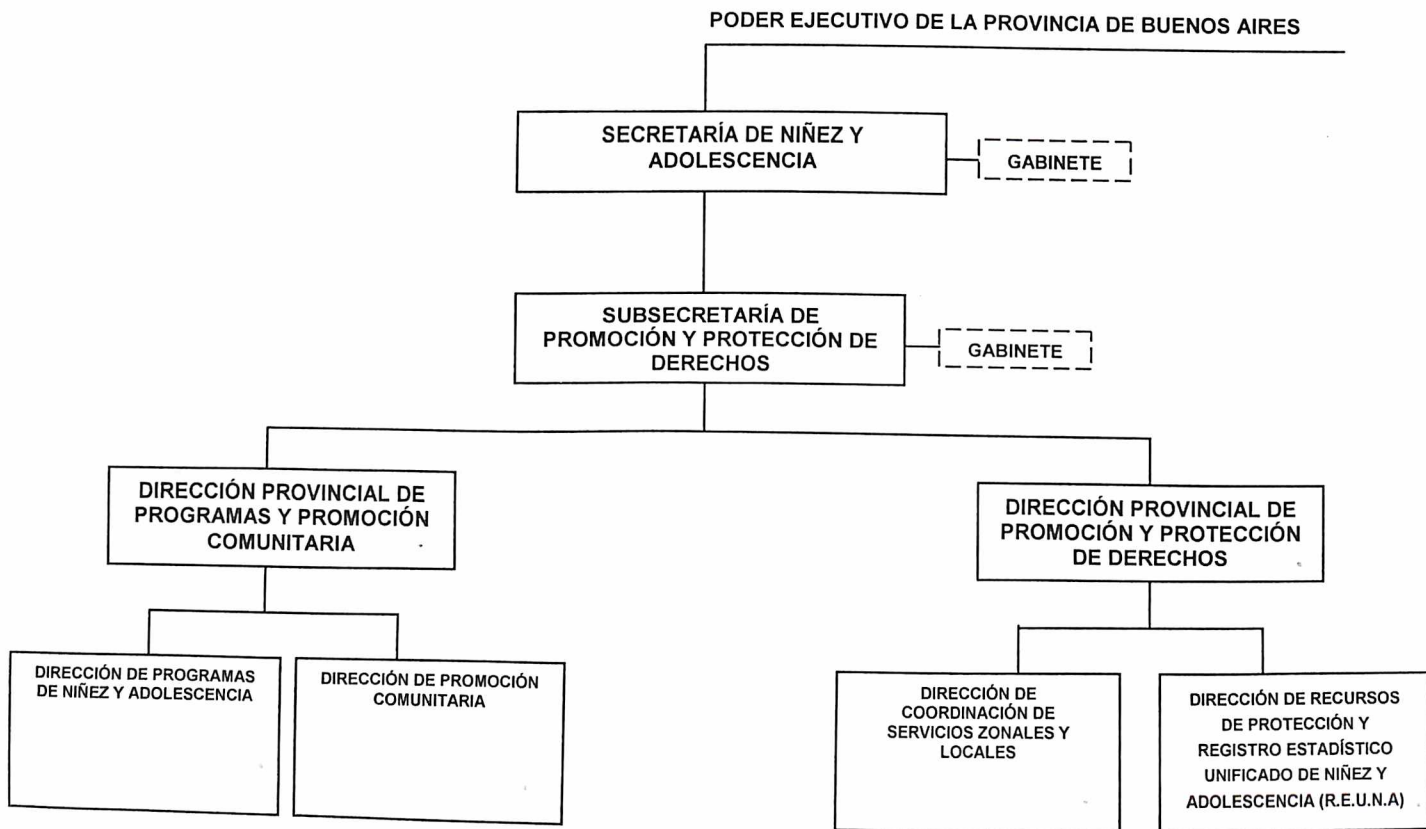 PODER EJECUTIVO DE LA PROVINCIA DE BUENOS AIRES
SECRETARÍA DE NIÑEZ Y
ADOLESCENCIA
GABINETE
SUBSECRETARÍA DE
PROMOCIÓN Y PROTECCIÓN DE
DERECHOS
GABINETE
DIRECCIÓN PROVINCIAL DE
PROGRAMAS Y PROMOCIÓN
COMUNITARIA
DIRECCIÓN PROVINCIAL DE
PROMOCIÓN Y PROTECCIÓN
DE DERECHOS
DIRECCIÓN DE PROGRAMAS
DE NIÑEZ Y ADOLESCENCIA
DIRECCIÓN DE PROMOCIÓN
COMUNITARIA
DIRECCIÓN DE
COORDINACIÓN DE
SERVICIOS ZONALES Y
LOCALES
DIRECCIÓN DE RECURSOS
DE PROTECCIÓN Y
REGISTRO ESTADÍSTICO
UNIFICADO DE NIÑEZ Y
ADOLESCENCIA (R.E.U.N.A)